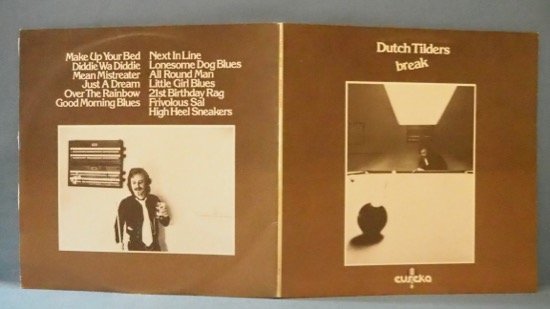 Make Up Your Bed
Diddie Wa Diddie
Mean Mistreater
Just A Dream
Over The Rainbow
Good Morning Blues
Next In Line
Lonesome Dog Blues
All Round Man
Little Girl Blues
21st Birthday Rag
Frivolous Sal
High Heel Sneakers
Dutch Tilders
break
eureka